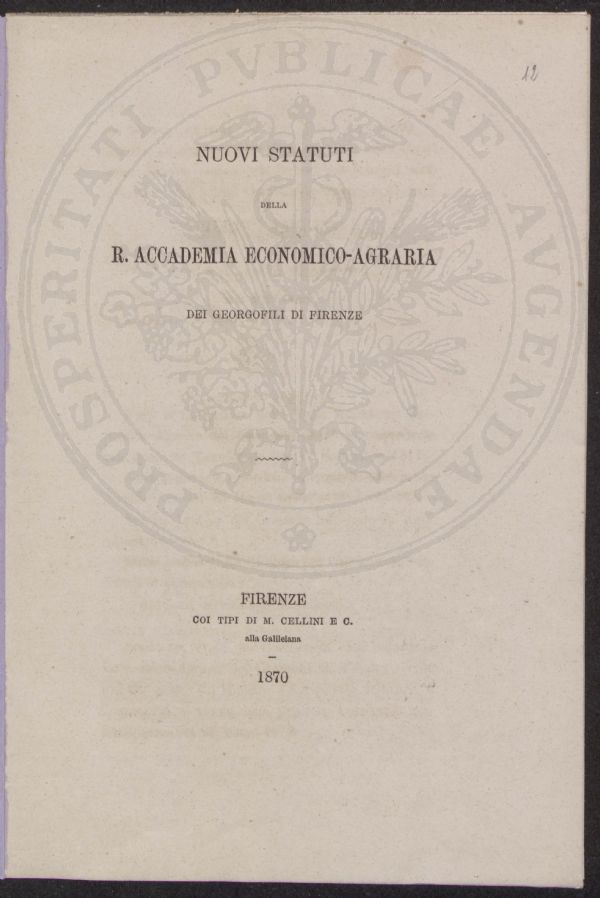 12
NUOVI STATUTI
DELLA
R. ACCADEMIA ECONOMICO-AGRARIA
DEI GEORGOFILI DI FIRENZE
FIRENZE
COI TIPI DI M. CELLINI E C.
alla Galileiana
1870
PROSPERITATI PVBLICAE AVGENDAE